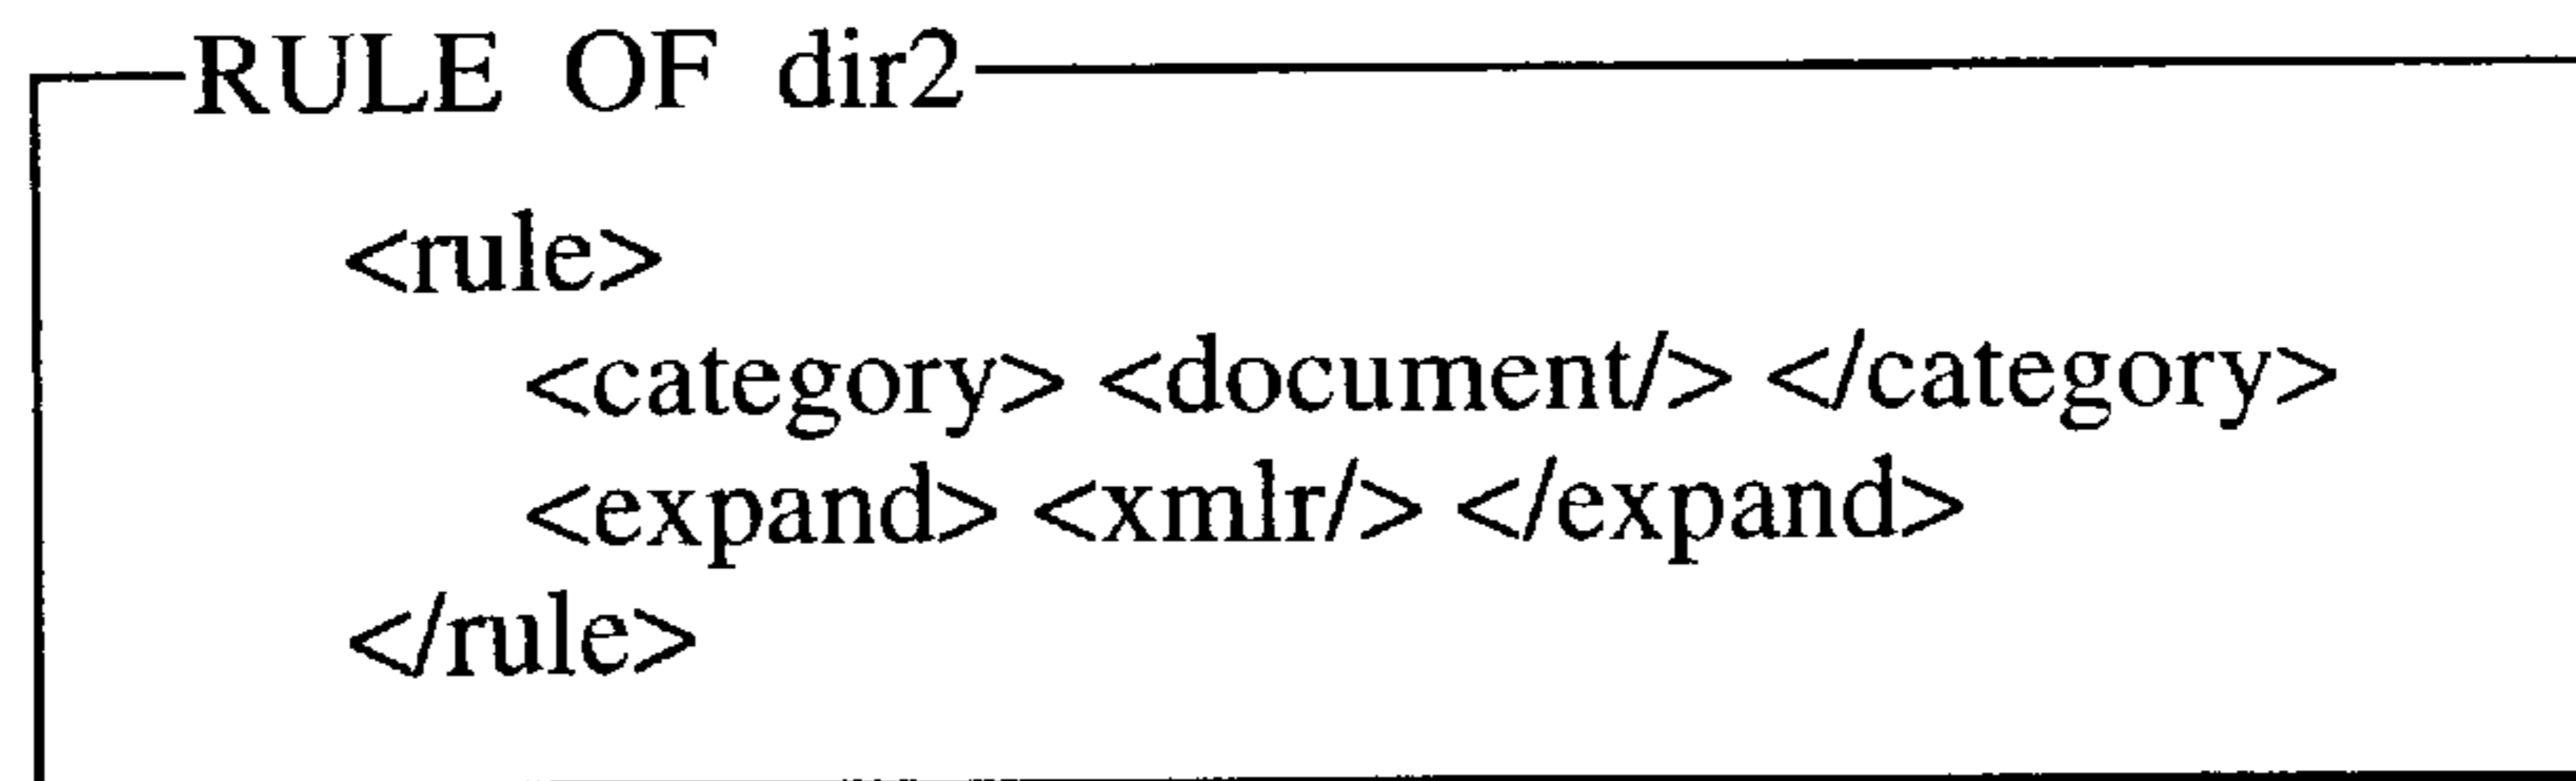 RULE OF dir2
<rule>
<category> <document/> </category>
<expand> <xmlr/> </expand>
</rule>